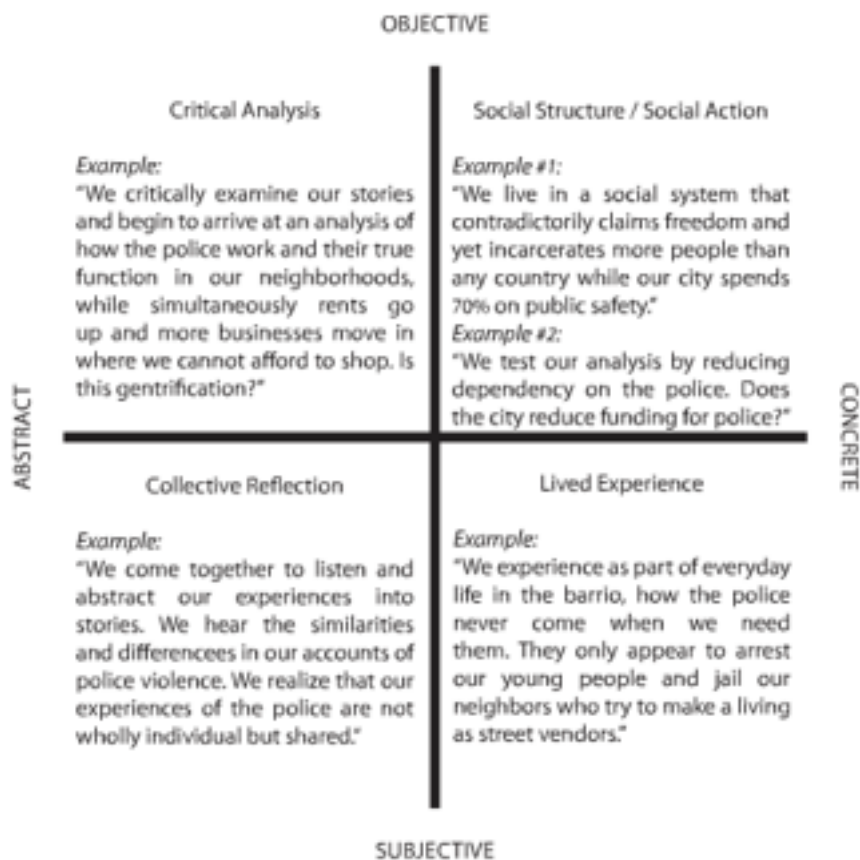 OBJECTIVE
Critical Analysis
Example:
“We critically examine our stories
and begin to arrive at an analysis of
how the police work and their true
function in our neighborhoods,
while simultaneously rents go
up and more businesses move in
where we cannot afford to shop. Is
this gentrification?”
Social Structure / Social Action
Example #1:
“We live in a social system that
contradictorily claims freedom and
yet incarcerates more people than
any country while our city spends
70% on public safety.”
Example #2:
“We test our analysis by reducing
dependency on the police. Does
the city reduce funding for police?”
ABSTRACT
CONCRETE
Collective Reflection
Example:
“We come together to listen and
abstract our experiences into
stories. We hear the similarities
and differencees in our accounts of
police violence. We realize that our
experiences of the police are not
wholly individual but shared.”
Lived Experience
Example:
“We experience as part of everyday
life in the barrio, how the police
never come when we need
them. They only appear to arrest
our young people and jail our
neighbors who try to make a living
as street vendors.”
SUBJECTIVE